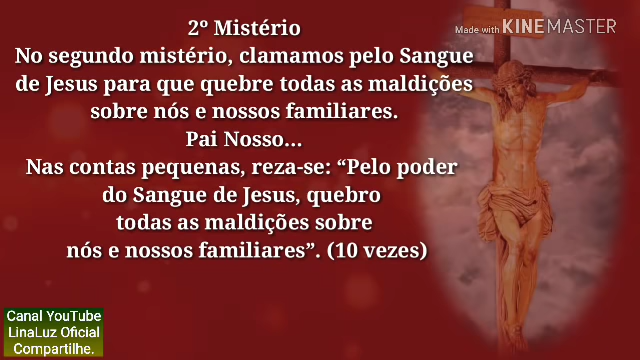 Made with KINEMASTER
2º Mistério
No segundo mistério, clamamos pelo Sangue
de Jesus para que quebre todas as maldições
sobre nós e nossos familiares.
Pai Nosso...
Nas contas pequenas, reza-se: “Pelo poder
do Sangue de Jesus, quebro
todas as maldições sobre
nós e nossos familiares”. (10 vezes)
Canal YouTube
LinaLuz Oficial
Compartilhe.